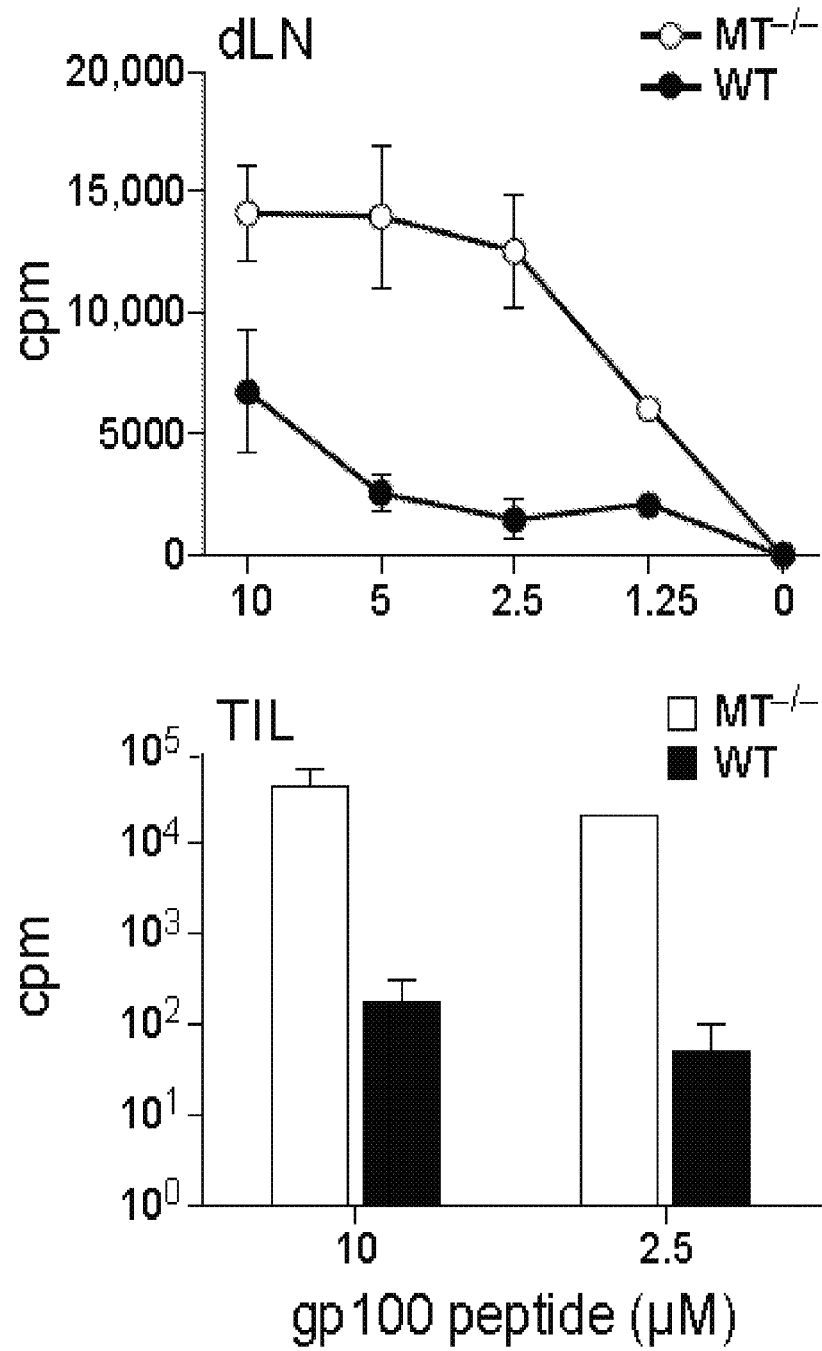 dLN
MT–/–
WT
20,000
15,000
10,000
5000
0
cpm
10 5 2.5 1.25 0
TIL
MT–/–
WT
10⁵
10⁴
10³
10²
10¹
10⁰
cpm
10 2.5
gp100 peptide (µM)